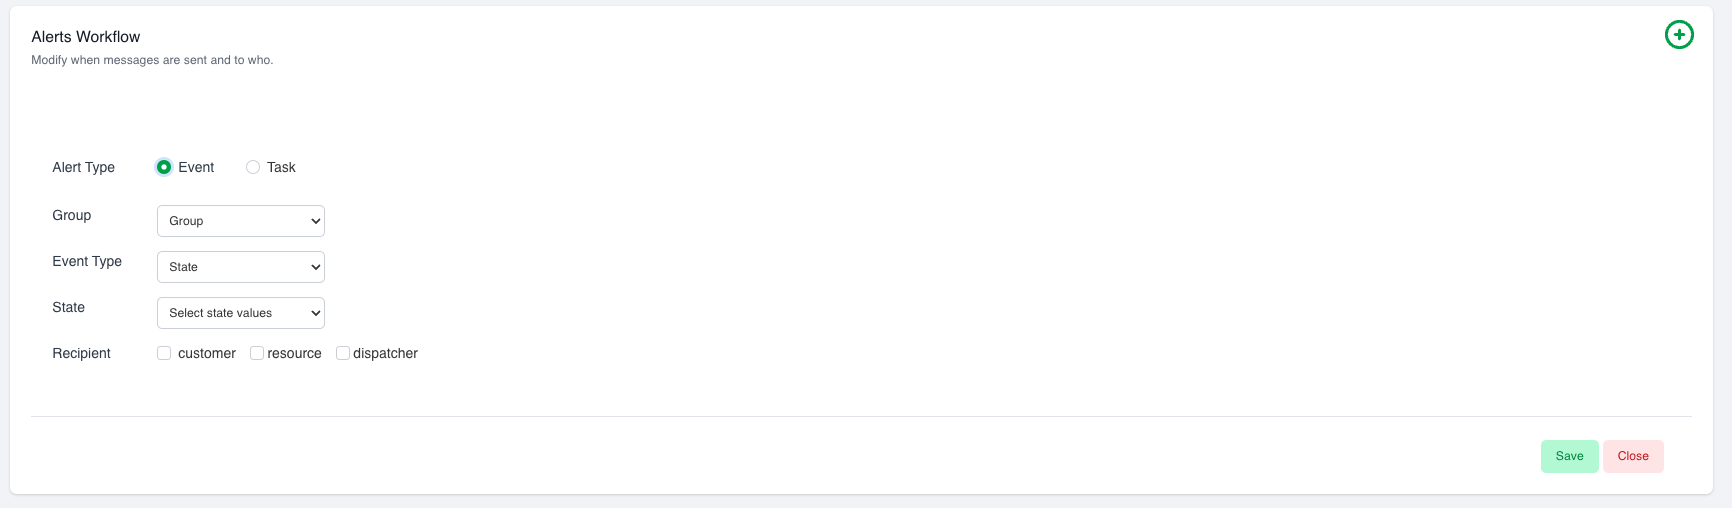 Alerts Workflow
Modify when messages are sent and to who.
Alert Type Event Task
Group Group
Event Type State
State Select state values
Recipient customer resource dispatcher
Save Close